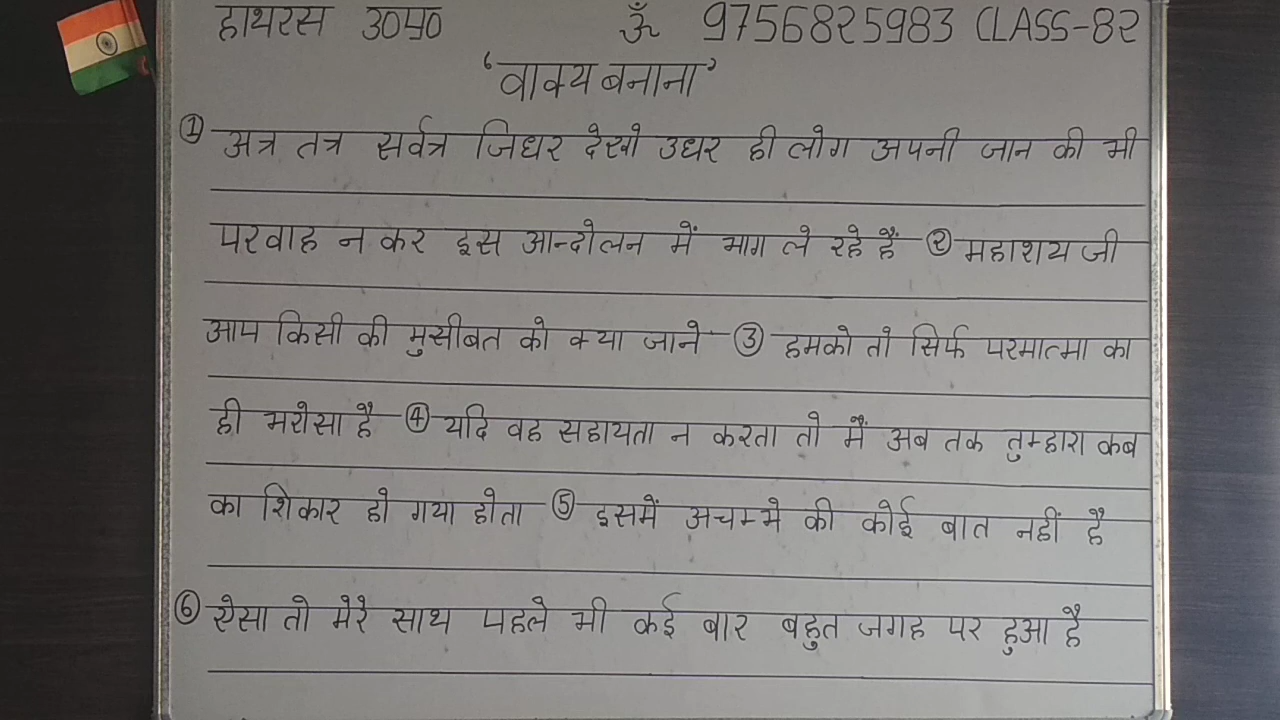 हाथरस उ०प्र० ॐ 9756825983 CLASS-82
'वाक्य बनाना'
① अत्र तत्र सर्वत्र जिधर देखो उधर ही लोग अपनी जान की भी
परवाह न कर इस आन्दोलन में भाग ले रहे हैं ② महाशय जी
आप किसी की मुसीबत को क्या जाने ③ हमको तो सिर्फ परमात्मा का
ही भरोसा है ④ यदि वह सहायता न करता तो मैं अब तक तुम्हारा कब
का शिकार हो गया होता ⑤ इसमें अचम्भे की कोई बात नहीं है
⑥ ऐसा तो मेरे साथ पहले भी कई बार बहुत जगह पर हुआ है